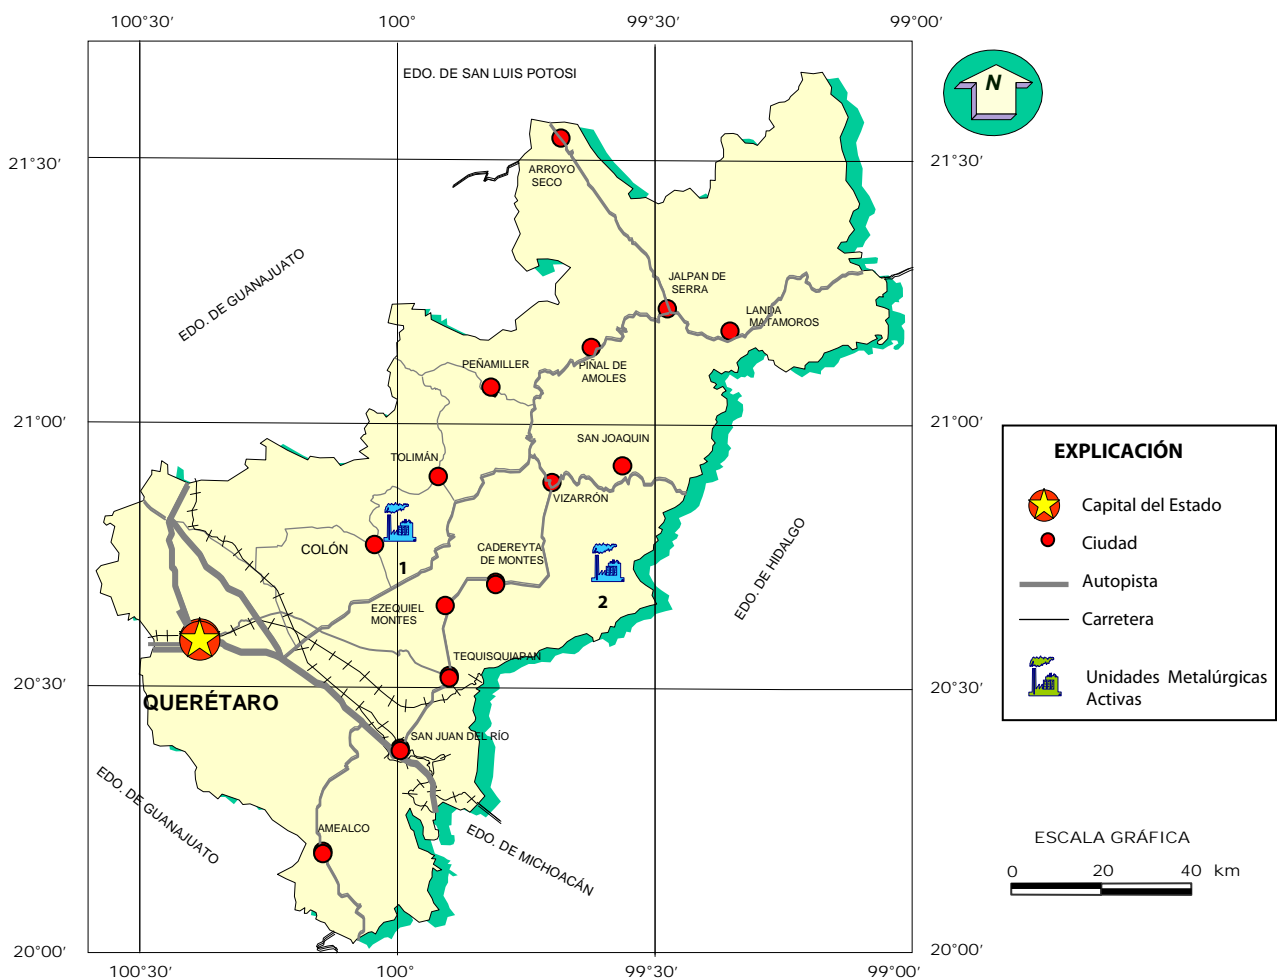 100°30'
100°
99°30'
99°00'
EDO. DE SAN LUIS POTOSI
N
21°30'
21°30'
ARROYO
SECO
EDO. DE GUANAJUATO
JALPAN DE
SERRA
LANDA
MATAMOROS
PEÑAMILLER
PIÑAL DE
AMOLES
21°00'
21°00'
SAN JOAQUIN
TOLIMÁN
VIZARRÓN
COLÓN
1
CADEREYTA
DE MONTES
2
EZEQUIEL
MONTES
EDO. DE HIDALGO
TEQUISQUIAPAN
20°30'
20°30'
QUERÉTARO
SAN JUAN DEL RÍO
EDO. DE GUANAJUATO
AMEALCO
EDO. DE MICHOACÁN
20°00'
20°00'
100°30'
100°
99°30'
99°00'
EXPLICACIÓN
Capital del Estado
Ciudad
Autopista
Carretera
Unidades Metalúrgicas
Activas
ESCALA GRÁFICA
0 20 40 km